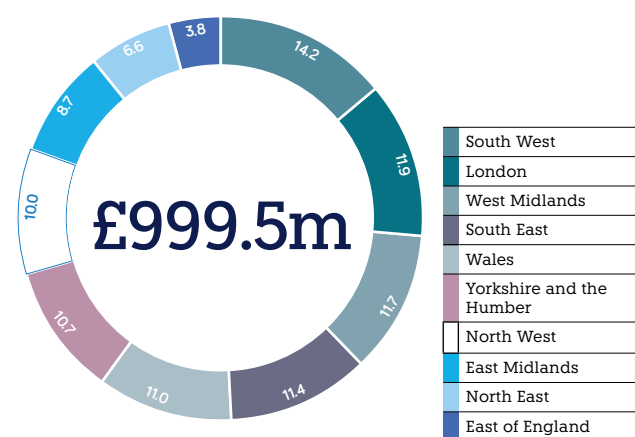 3.8
14.2
6.6
11.9
8.7
10.0
£999.5m
11.7
10.7
11.4
11.0
South West
London
West Midlands
South East
Wales
Yorkshire and the
Humber
North West
East Midlands
North East
East of England